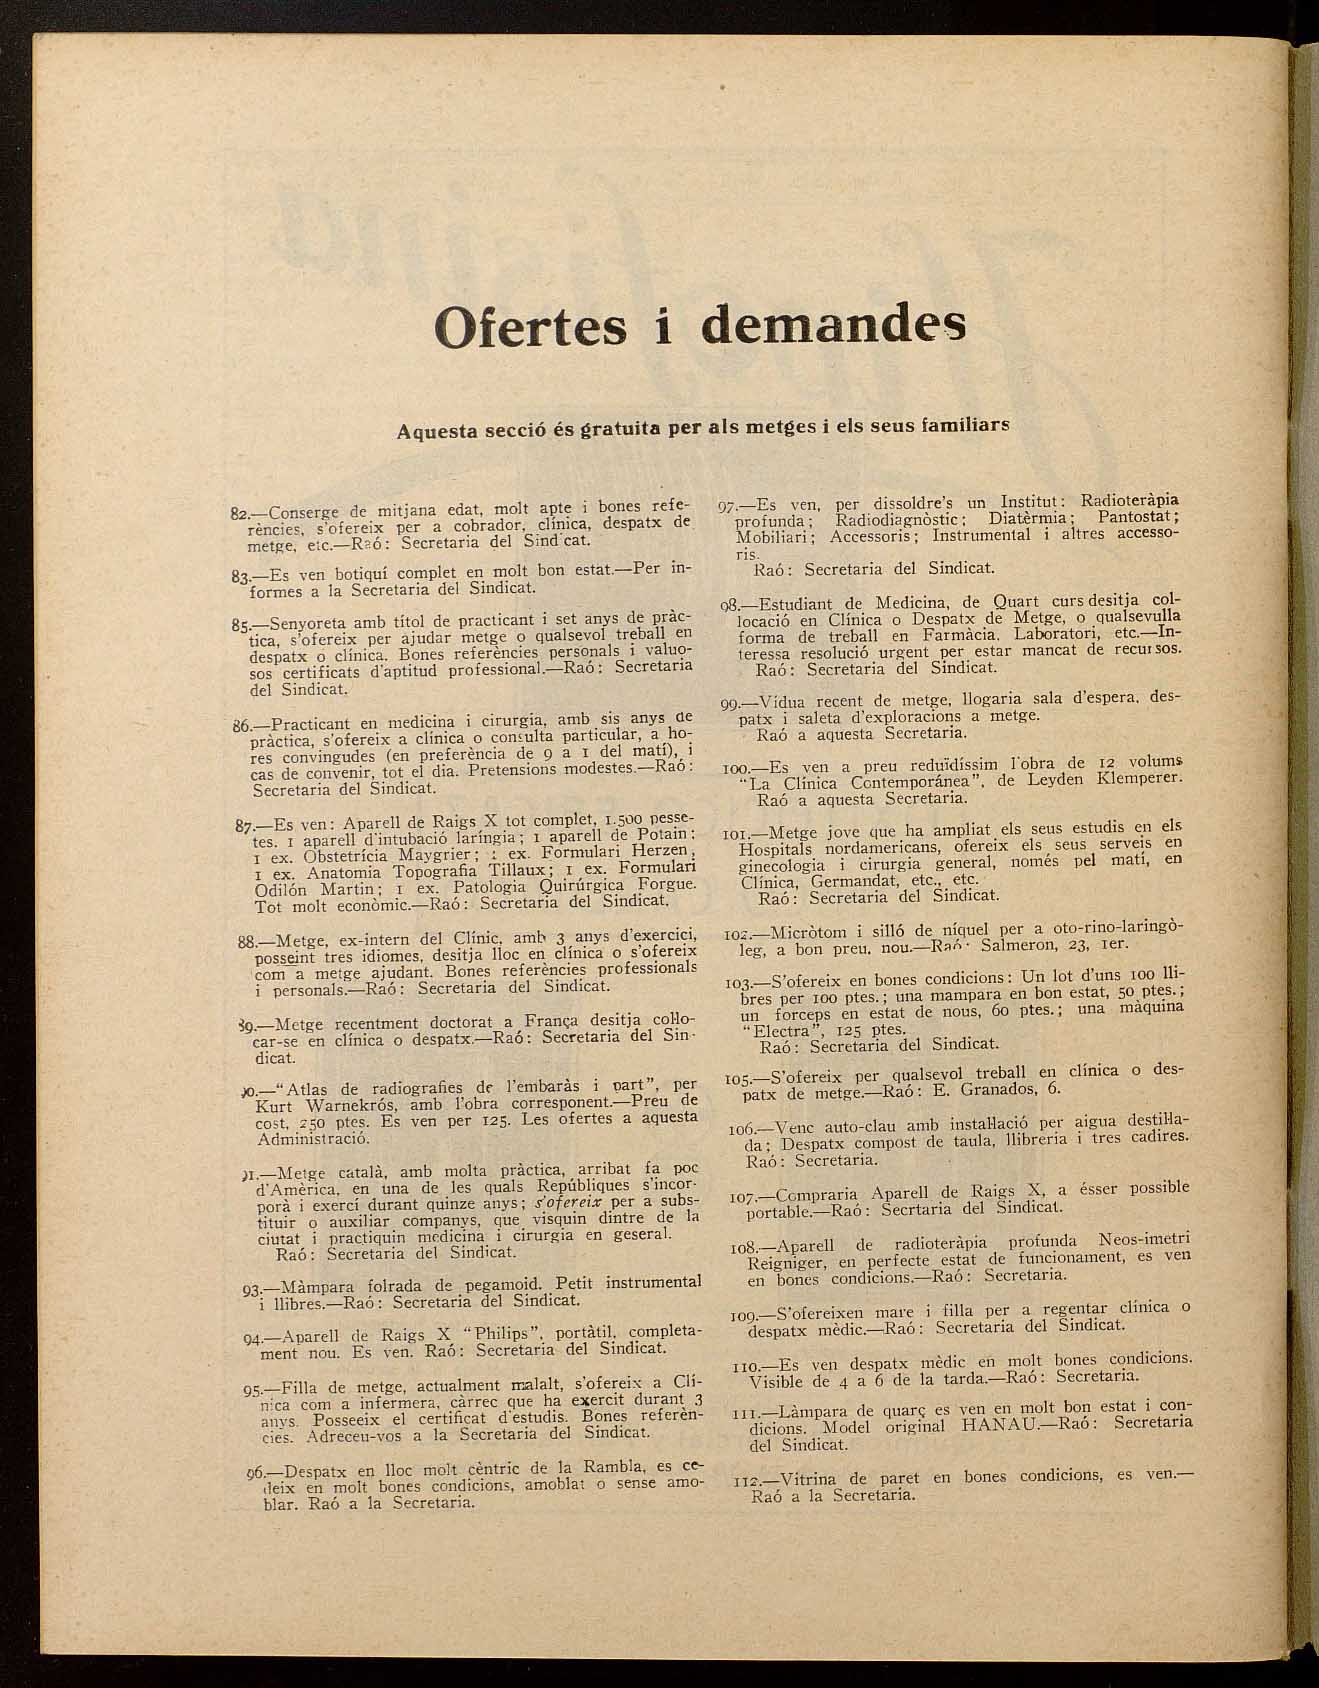 Ofertes i demandes
Aquesta secció és gratuita per als metges i els seus familiars
82.—Conserge de mitjana edat, molt apte i bones refe-
rències, s'ofereix per a cobrador, clínica, despatx de
metge, etc.—Raó: Secretaria del Sindicat.
83.—Es ven botiquí complet en molt bon estat.—Per in-
formes a la Secretaria del Sindicat.
85.—Senyoreta amb títol de practicant i set anys de pràc-
tica, s'ofereix per ajudar metge o qualsevol treball en
despatx o clínica. Bones referències personals i valuo-
sos certificats d'aptitud professional.—Raó: Secretaria
del Sindicat.
86.—Practicant en medicina i cirurgia, amb sis anys de
pràctica, s'ofereix a clínica o consulta particular, a ho-
res convingudes (en preferència de 9 a 1 del matí), i
cas de convenir, tot el dia. Pretensions modestes.—Raó:
Secretaria del Sindicat.
87.—Es ven: Aparell de Raigs X tot complet, 1.500 pesse-
tes. 1 aparell d'intubació laríngia; 1 aparell de Potain;
1 ex. Obstetrícia Maygrier; 1 ex. Formulari Herzen;
1 ex. Anatomia Topografia Tillaux; 1 ex. Formulari
Odilón Martin; 1 ex. Patologia Quirúrgica Forgue.
Tot molt econòmic.—Raó: Secretaria del Sindicat.
88.—Metge, ex-intern del Clínic, amb 3 anys d'exercici,
posseint tres idiomes, desitja lloc en clínica o s'ofereix
com a metge ajudant. Bones referències professionals
i personals.—Raó: Secretaria del Sindicat.
89.—Metge recentment doctorat a França desitja col·lo-
car-se en clínica o despatx.—Raó: Secretaria del Sin-
dicat.
90.—"Atlas de radiografies de l'embaràs i part", per
Kurt Warnekrós, amb l'obra corresponent.—Preu de
cost, 250 ptes. Es ven per 125. Les ofertes a aquesta
Administració.
91.—Metge català, amb molta pràctica, arribat fa poc
d'Amèrica, en una de les quals Repúbliques s'incor-
porà i exercí durant quinze anys; s'ofereix per a subs-
tituir o auxiliar companys, que visquin dintre de la
ciutat i practiquin medicina i cirurgia en geseral.
Raó: Secretaria del Sindicat.
93.—Màmpara folrada de pegamoid. Petit instrumental
i llibres.—Raó: Secretaria del Sindicat.
94.—Aparell de Raigs X "Philips", portàtil, completa-
ment nou. Es ven. Raó: Secretaria del Sindicat.
95.—Filla de metge, actualment malalt, s'ofereix a Clí-
nica com a infermera, càrrec que ha exercit durant 3
anys. Posseeix el certificat d'estudis. Bones referèn-
cies. Adreceu-vos a la Secretaria del Sindicat.
96.—Despatx en lloc molt cèntric de la Rambla, es ce-
deix en molt bones condicions, amoblat o sense amo-
blar. Raó a la Secretaria.
97.—Es ven, per dissoldre's un Institut: Radioteràpia
profunda; Radiodiagnòstic; Diatèrmia; Pantostat;
Mobiliari; Accessoris; Instrumental i altres accesso-
ris.
Raó: Secretaria del Sindicat.
98.—Estudiant de Medicina, de Quart curs desitja col-
locació en Clínica o Despatx de Metge, o qualsevulla
forma de treball en Farmàcia, Laboratori, etc.—In-
teressa resolució urgent per estar mancat de recursos.
Raó: Secretaria del Sindicat.
99.—Vídua recent de metge, llogaria sala d'espera, des-
patx i saleta d'exploracions a metge.
Raó a aquesta Secretaria.
100.—Es ven a preu reduïdíssim l'obra de 12 volums
"La Clínica Contemporánea", de Leyden Klemperer.
Raó a aquesta Secretaria.
101.—Metge jove que ha ampliat els seus estudis en els
Hospitals nordamericans, ofereix els seus serveis en
ginecologia i cirurgia general, només pel matí, en
Clínica, Germandat, etc., etc.
Raó: Secretaria del Sindicat.
102.—Micròtom i silló de níquel per a oto-rino-laringò-
leg, a bon preu, nou.—Raó: Salmeron, 23, 1er.
103.—S'ofereix en bones condicions: Un lot d'uns 100 lli-
bres per 100 ptes.; una mampara en bon estat, 50 ptes.;
un forceps en estat de nous, 60 ptes.; una màquina
"Electra", 125 ptes.
Raó: Secretaria del Sindicat.
105.—S'ofereix per qualsevol treball en clínica o des-
patx de metge.—Raó: E. Granados, 6.
106.—Venc auto-clau amb instal·lació per aigua destil·la-
da; Despatx compost de taula, llibreria i tres cadires.
Raó: Secretaria.
107.—Compraria Aparell de Raigs X, a ésser possible
portable.—Raó: Secrtaria del Sindicat.
108.—Aparell de radioteràpia profunda Neos-imetri
Reigniger, en perfecte estat de funcionament, es ven
en bones condicions.—Raó: Secretaria.
109.—S'ofereixen mare i filla per a regentar clínica o
despatx mèdic.—Raó: Secretaria del Sindicat.
110.—Es ven despatx mèdic en molt bones condicions.
Visible de 4 a 6 de la tarda.—Raó: Secretaria.
111.—Làmpara de quarç es ven en molt bon estat i con-
dicions. Model original HANAU.—Raó: Secretaria
del Sindicat.
112.—Vitrina de paret en bones condicions, es ven.—
Raó a la Secretaria.